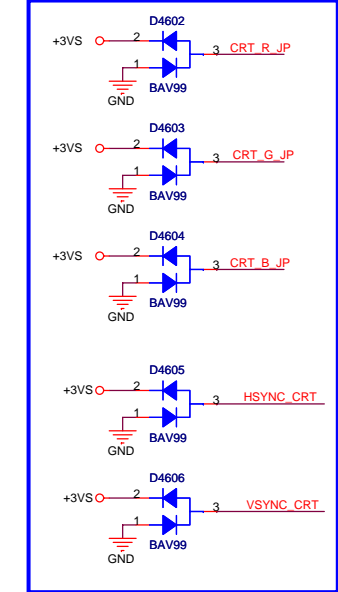 D4602
+3VS 2
3 CRT_R_JP
1
GND BAV99
D4603
+3VS 2
3 CRT_G_JP
1
GND BAV99
D4604
+3VS 2
3 CRT_B_JP
1
GND BAV99
D4605
+3VS 2
3 HSYNC_CRT
1
GND BAV99
D4606
+3VS 2
3 VSYNC_CRT
1
GND BAV99